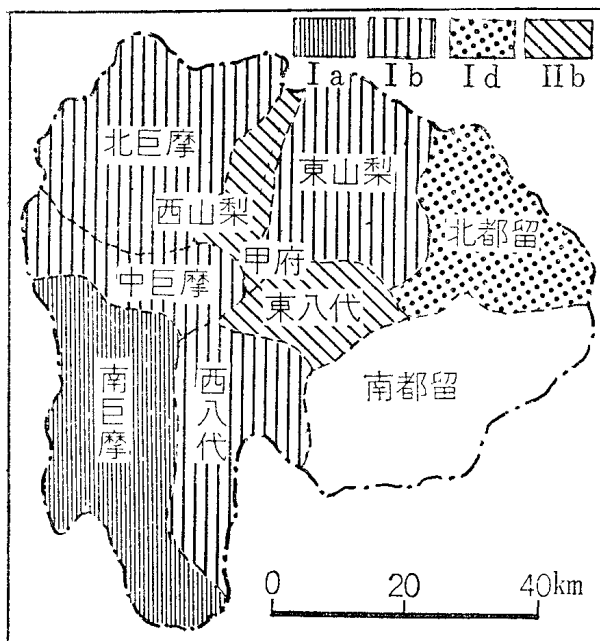 Ia Ib Id IIb
北巨摩
東山梨
西山梨
北都留
甲府
中巨摩
東八代
南巨摩
西八代
南都留
0 20 40km